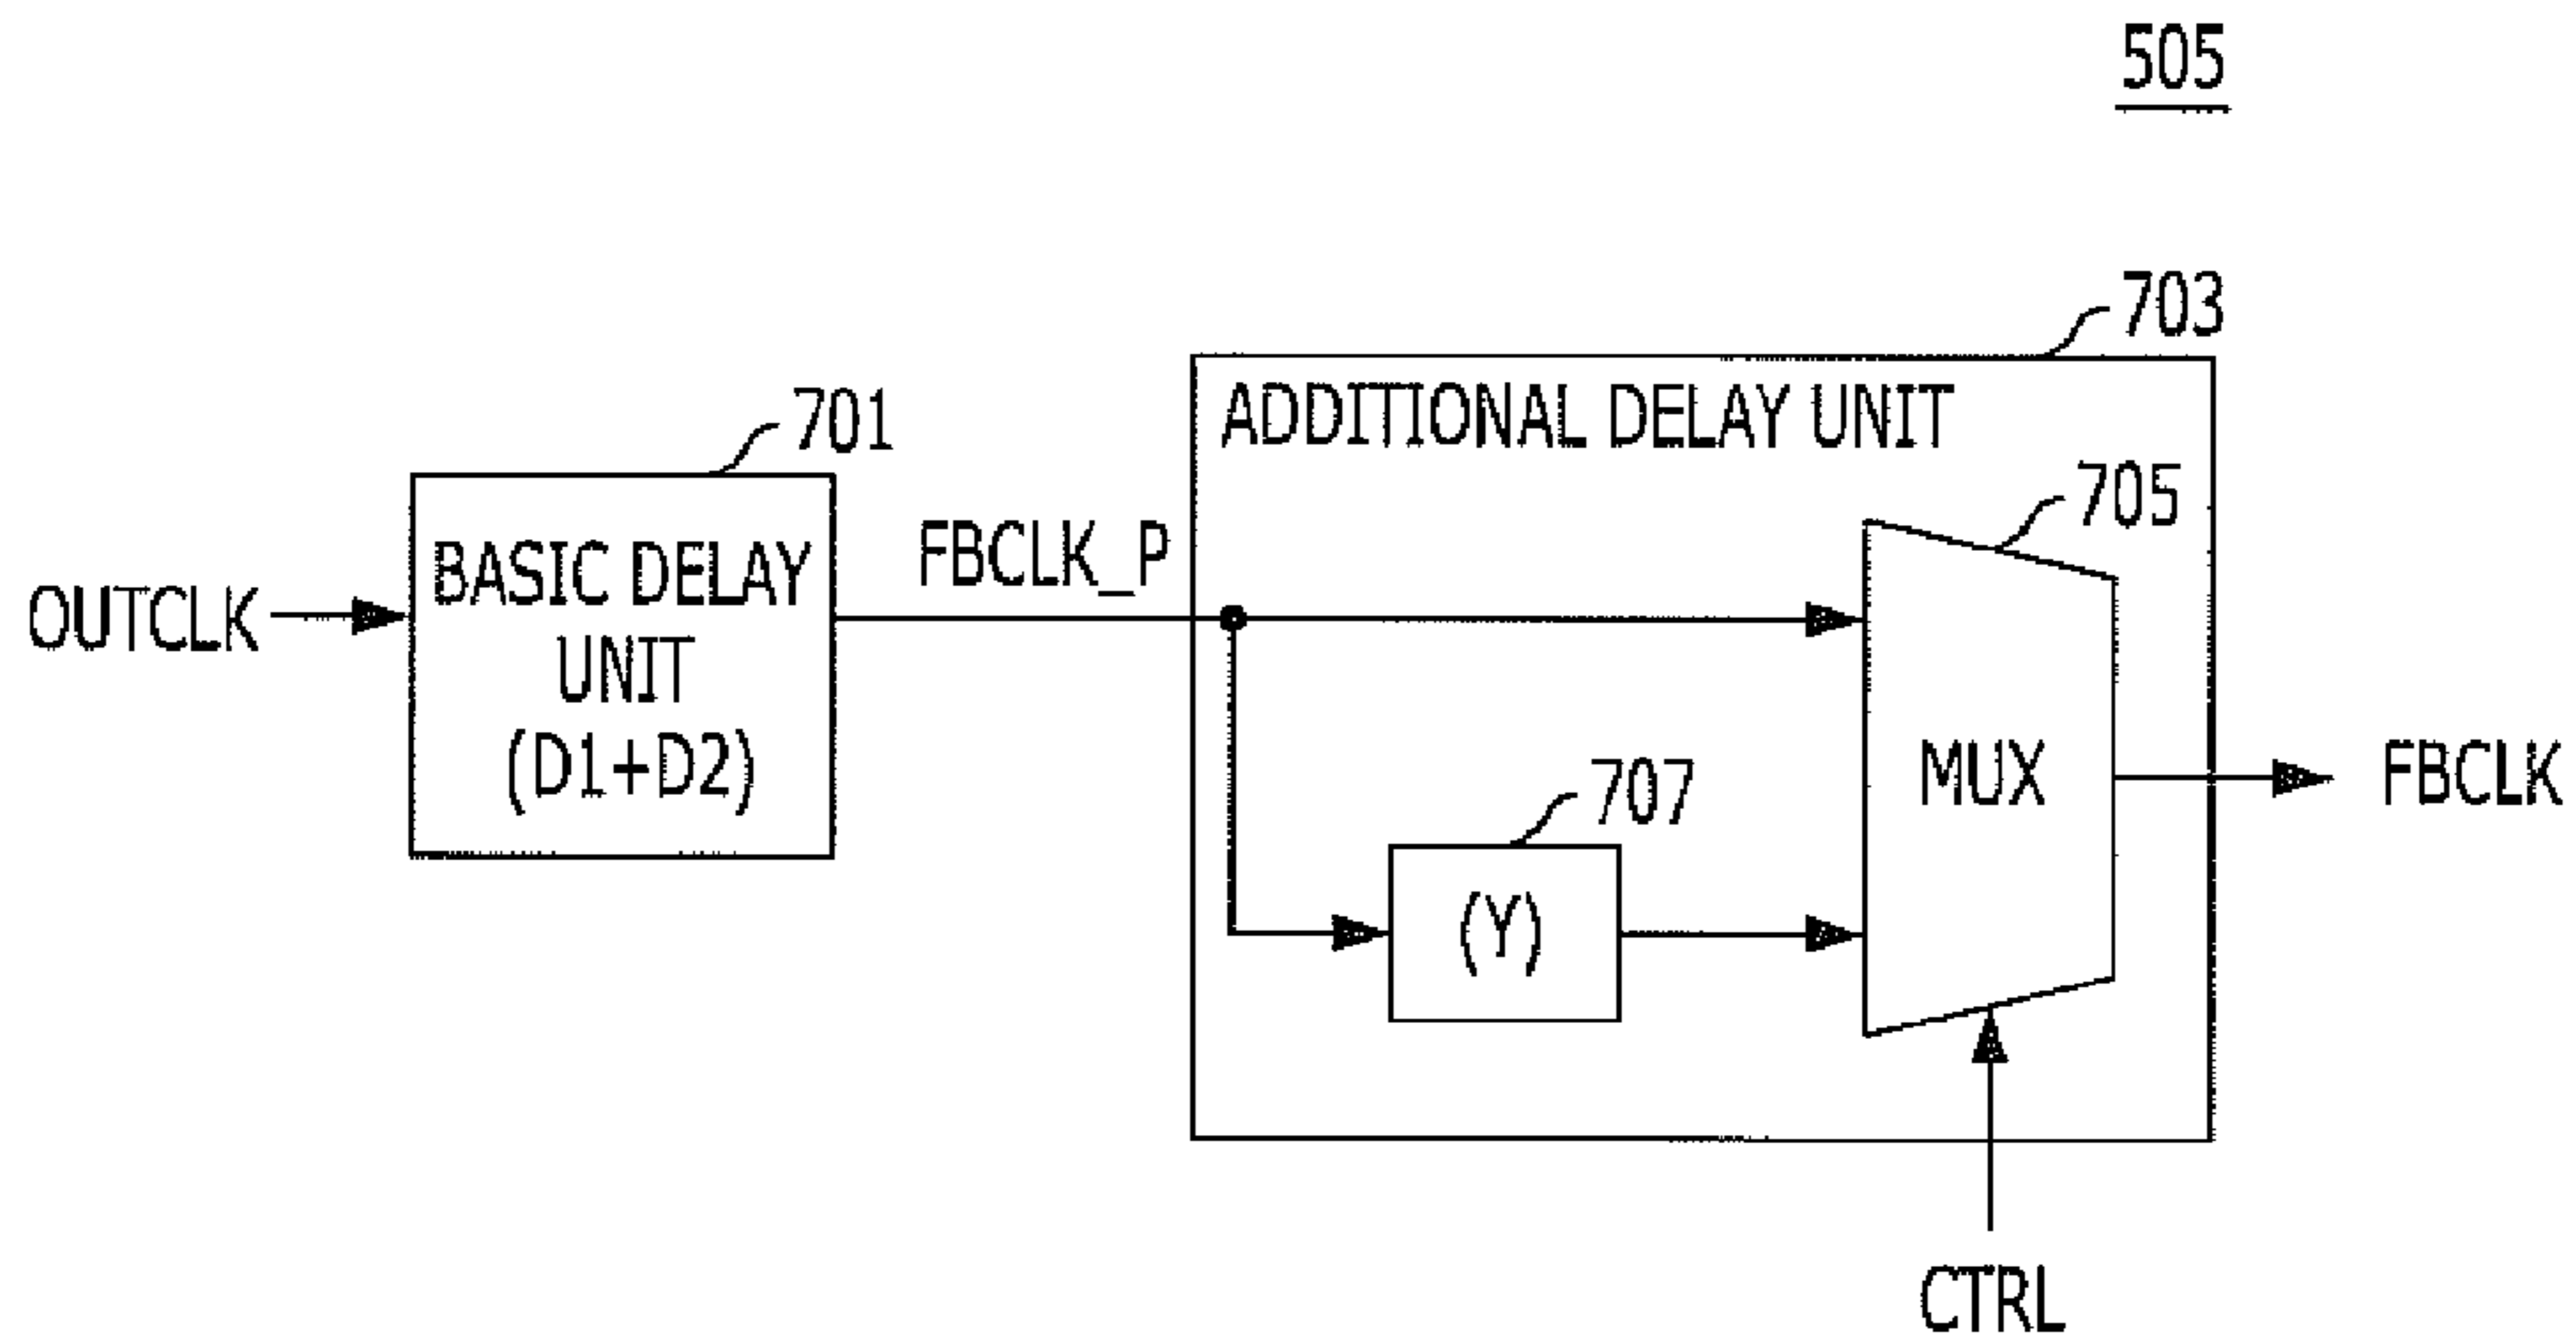 505
703
ADDITIONAL DELAY UNIT
701
705
FBCLK_P
BASIC DELAY
UNIT
(D1+D2)
OUTCLK
MUX
FBCLK
707
(Y)
CTRL